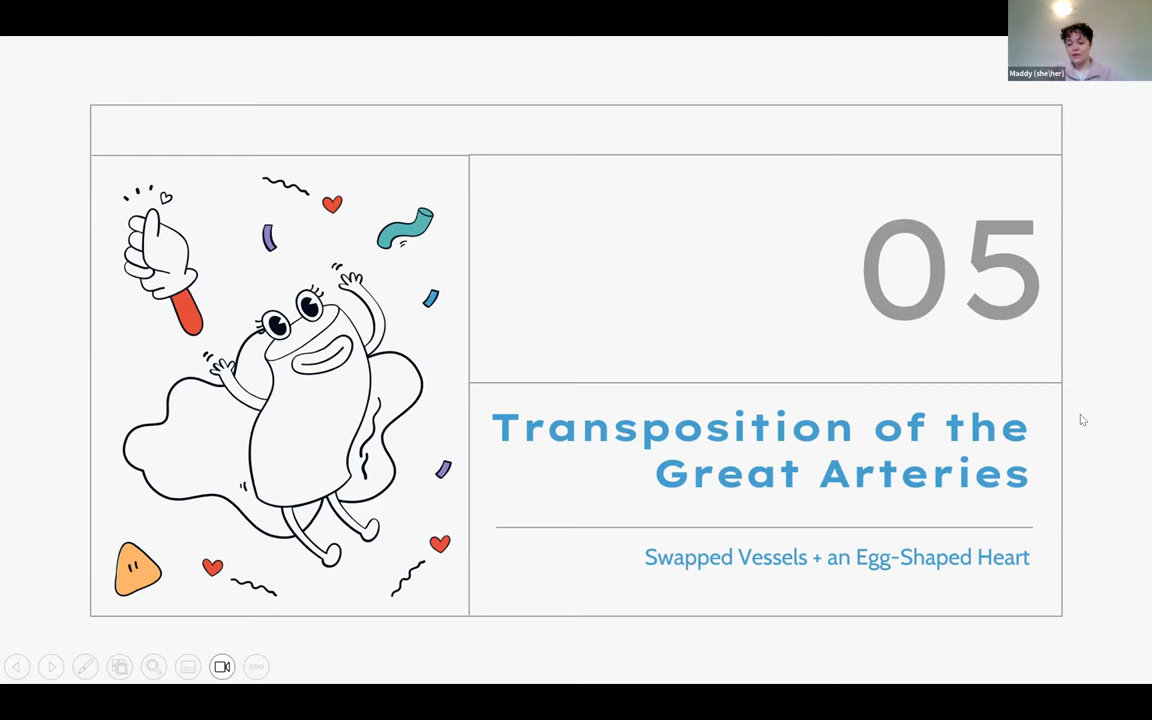 Maddy (she\her)
05
Transposition of the
Great Arteries
Swapped Vessels + an Egg-Shaped Heart